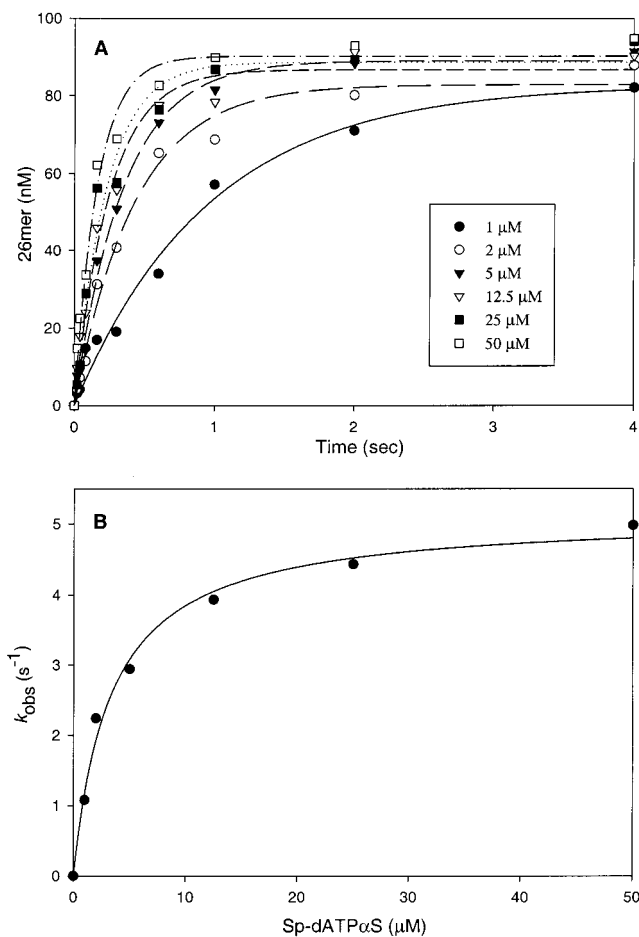 A
100
80
60
40
20
0
26mer (nM)
1 μM
2 μM
5 μM
12.5 μM
25 μM
50 μM
0 1 2 3 4
Time (sec)
B
5
4
3
2
1
0
kobs (s-1)
0 10 20 30 40 50
Sp-dATPαS (μM)